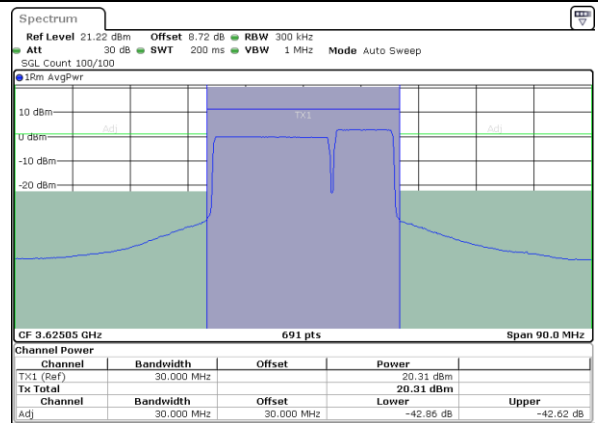 Spectrum
Ref Level 21.22 dBm Offset 8.72 dB RBW 300 kHz
Att 30 dB SWT 200 ms VBW 1 MHz Mode Auto Sweep
SGL Count 100/100
1Rm AvgPwr
10 dBm
TX1
Adj Adj
0 dBm
-10 dBm
-20 dBm
CF 3.62505 GHz 691 pts Span 90.0 MHz
Channel Power
Channel Bandwidth Offset Power
TX1 (Ref) 30.000 MHz 20.31 dBm
Tx Total 20.31 dBm
Channel Bandwidth Offset Lower Upper
Adj 30.000 MHz 30.000 MHz -42.86 dB -42.62 dB